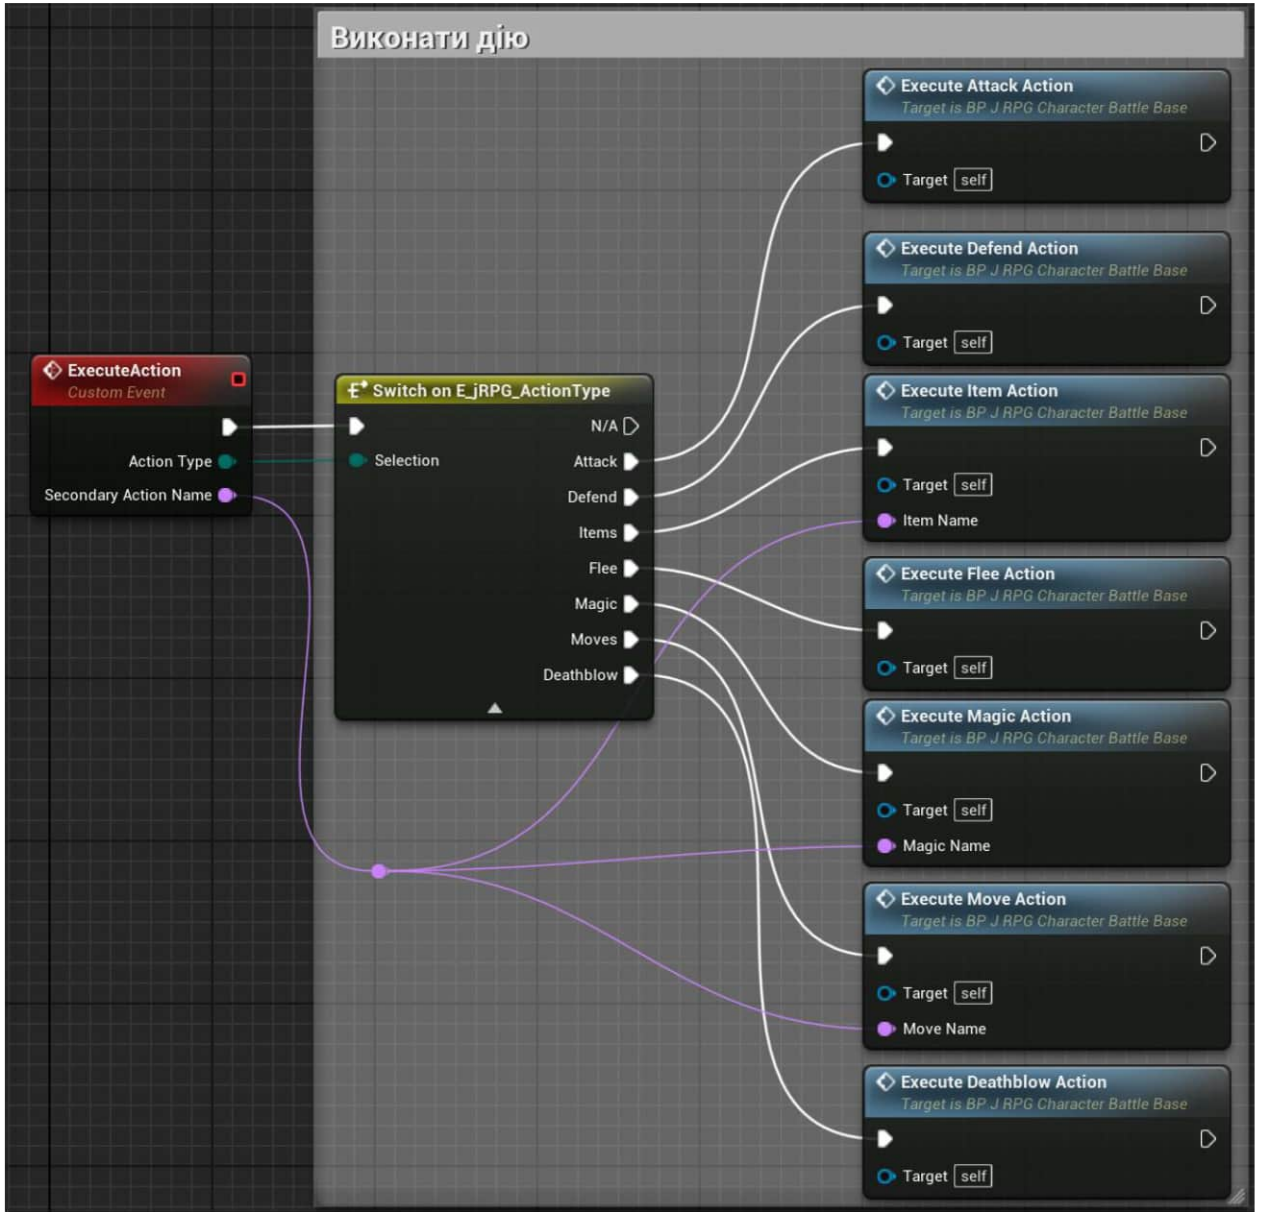 Виконати дію
ExecuteAction
Custom Event
Action Type
Secondary Action Name
Switch on E_jRPG_ActionType
N/A
Selection
Attack
Defend
Items
Flee
Magic
Moves
Deathblow
Execute Attack Action
Target is BP J RPG Character Battle Base
Target self
Execute Defend Action
Target is BP J RPG Character Battle Base
Target self
Execute Item Action
Target is BP J RPG Character Battle Base
Target self
Item Name
Execute Flee Action
Target is BP J RPG Character Battle Base
Target self
Execute Magic Action
Target is BP J RPG Character Battle Base
Target self
Magic Name
Execute Move Action
Target is BP J RPG Character Battle Base
Target self
Move Name
Execute Deathblow Action
Target is BP J RPG Character Battle Base
Target self